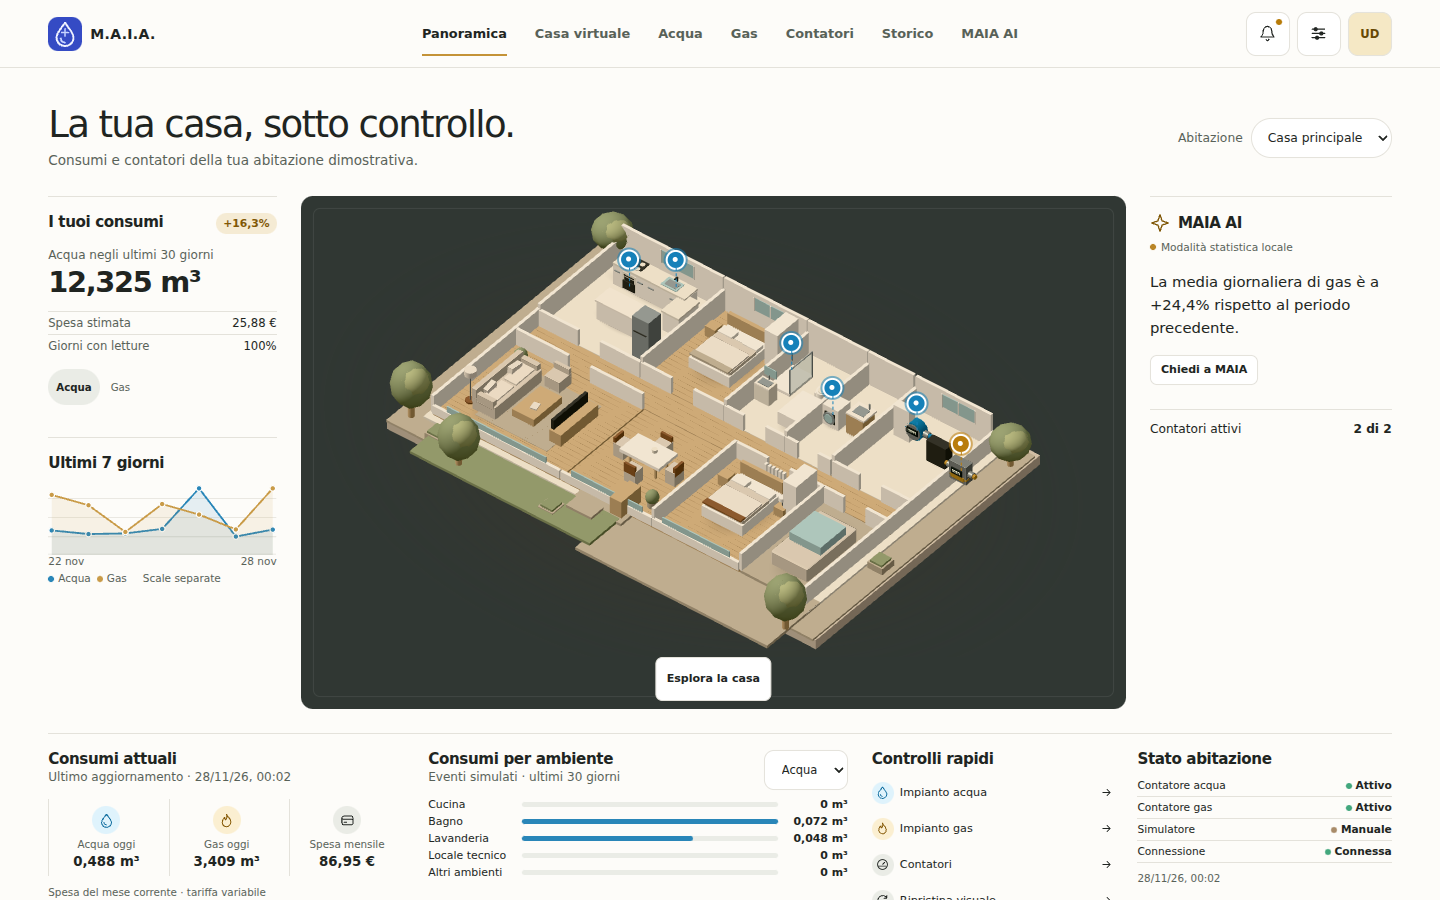 M.A.I.A.
Panoramica
Casa virtuale
Acqua
Gas
Contatori
Storico
MAIA AI
UD
La tua casa, sotto controllo.
Consumi e contatori della tua abitazione dimostrativa.
Abitazione
Casa principale
I tuoi consumi
+16,3%
Acqua negli ultimi 30 giorni
12,325 m³
Spesa stimata 25,88 €
Giorni con letture 100%
Acqua
Gas
Ultimi 7 giorni
22 nov 28 nov
Acqua Gas Scale separate
Esplora la casa
MAIA AI
Modalità statistica locale
La media giornaliera di gas è a
+24,4% rispetto al periodo
precedente.
Chiedi a MAIA
Contatori attivi 2 di 2
Consumi attuali
Ultimo aggiornamento · 28/11/26, 00:02
Acqua oggi
0,488 m³
Gas oggi
3,409 m³
Spesa mensile
86,95 €
Spesa del mese corrente · tariffa variabile
Consumi per ambiente
Eventi simulati · ultimi 30 giorni
Acqua
Cucina 0 m³
Bagno 0,072 m³
Lavanderia 0,048 m³
Locale tecnico 0 m³
Altri ambienti 0 m³
Controlli rapidi
Impianto acqua
Impianto gas
Contatori
Ripristina visuale
Stato abitazione
Contatore acqua Attivo
Contatore gas Attivo
Simulatore Manuale
Connessione Connessa
28/11/26, 00:02